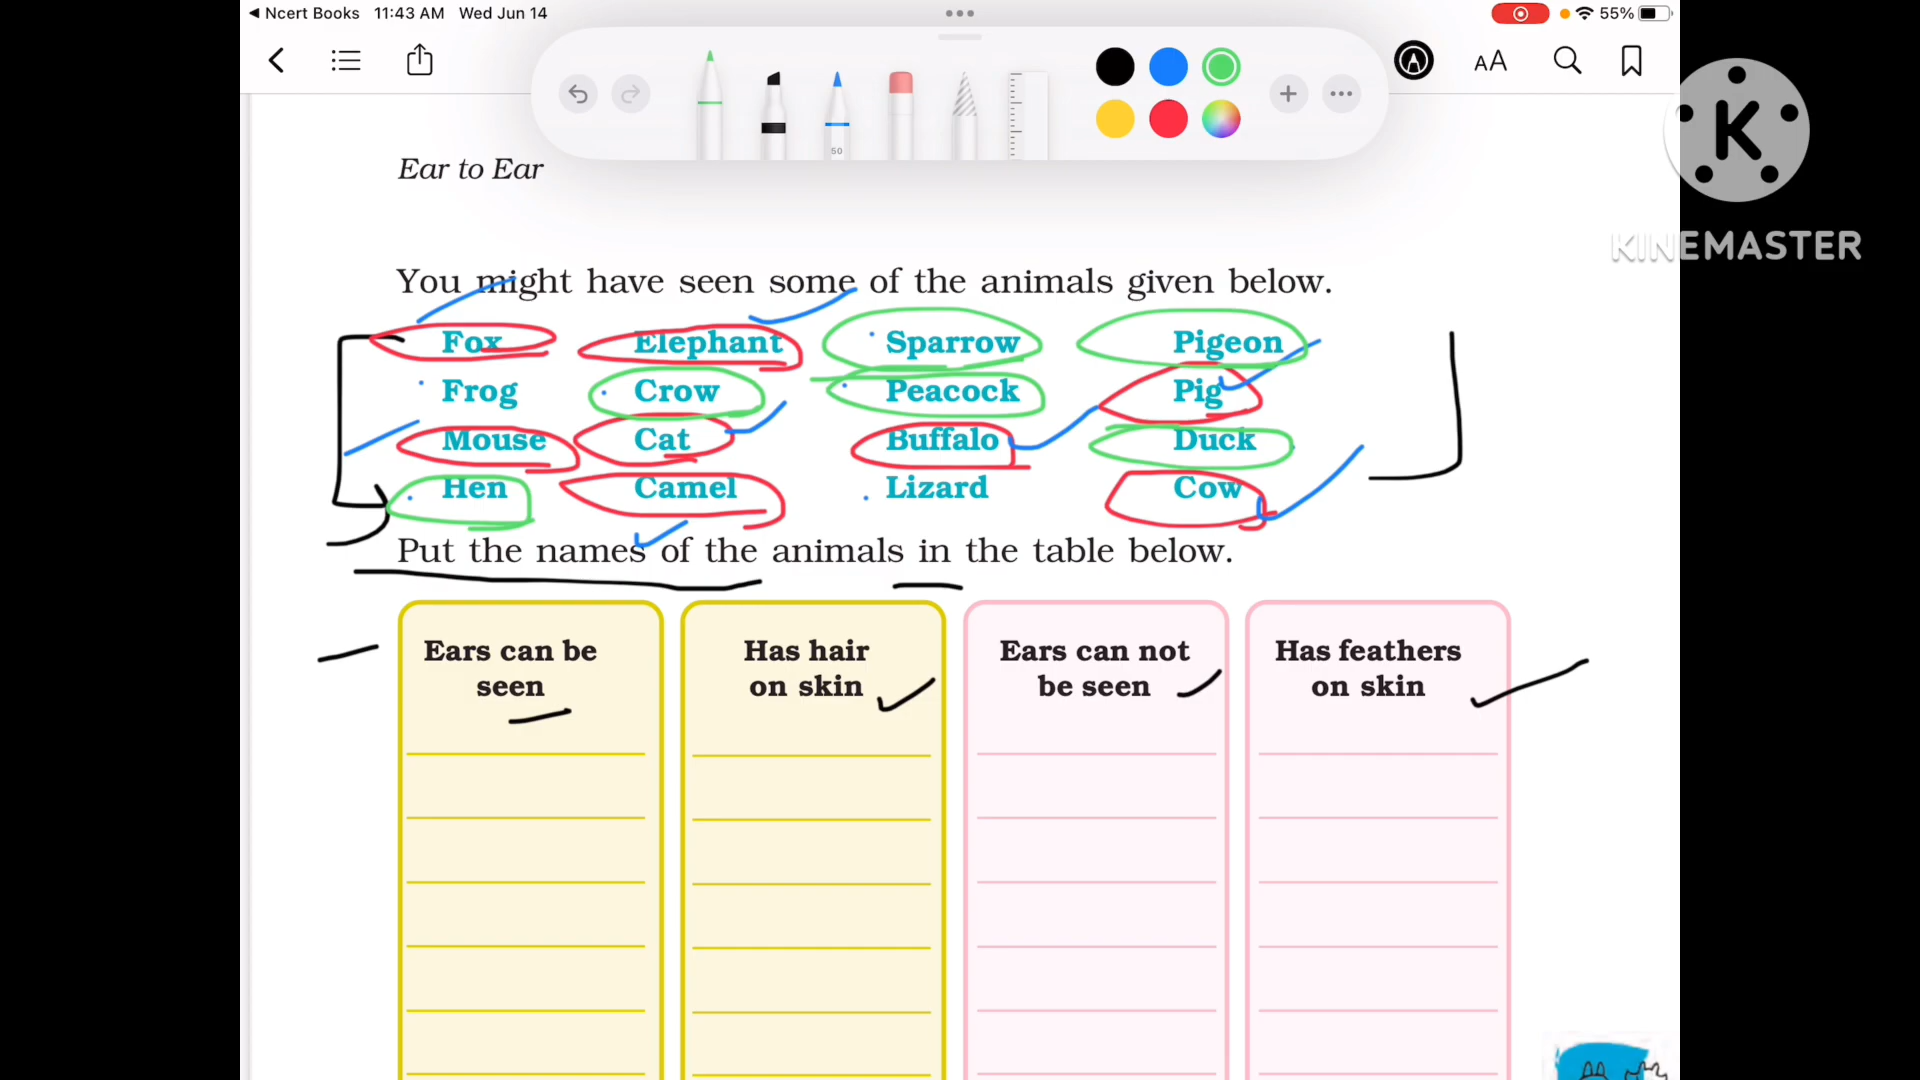 Ncert Books 11:43 AM Wed Jun 14 55%
AA
50
K
KINEMASTER
Ear to Ear
You might have seen some of the animals given below.
Fox Elephant Sparrow Pigeon
Frog Crow Peacock Pig
Mouse Cat Buffalo Duck
Hen Camel Lizard Cow
Put the names of the animals in the table below.
Ears can be seen
Has hair on skin
Ears can not be seen
Has feathers on skin